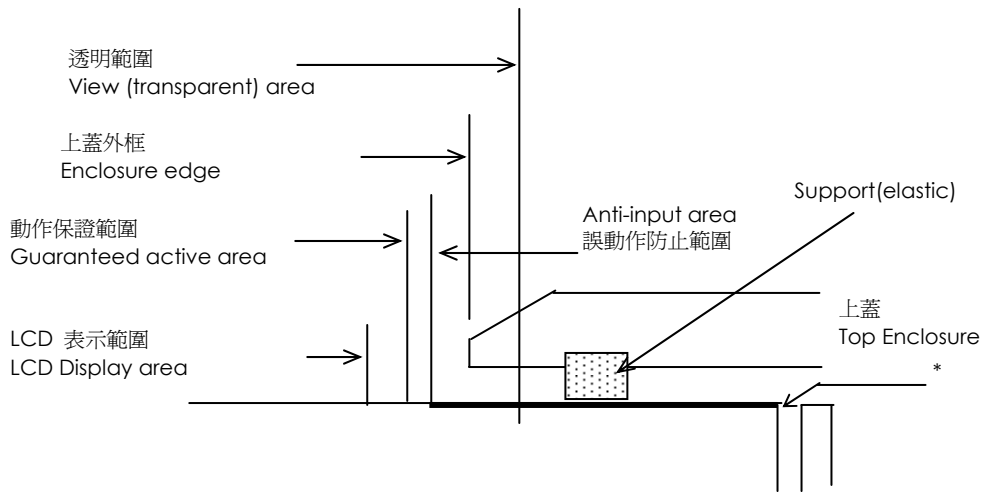 透明範圍
View (transparent) area
上蓋外框
Enclosure edge
Support(elastic)
Anti-input area
誤動作防止範圍
動作保證範圍
Guaranteed active area
上蓋
Top Enclosure
*
LCD 表示範圍
LCD Display area